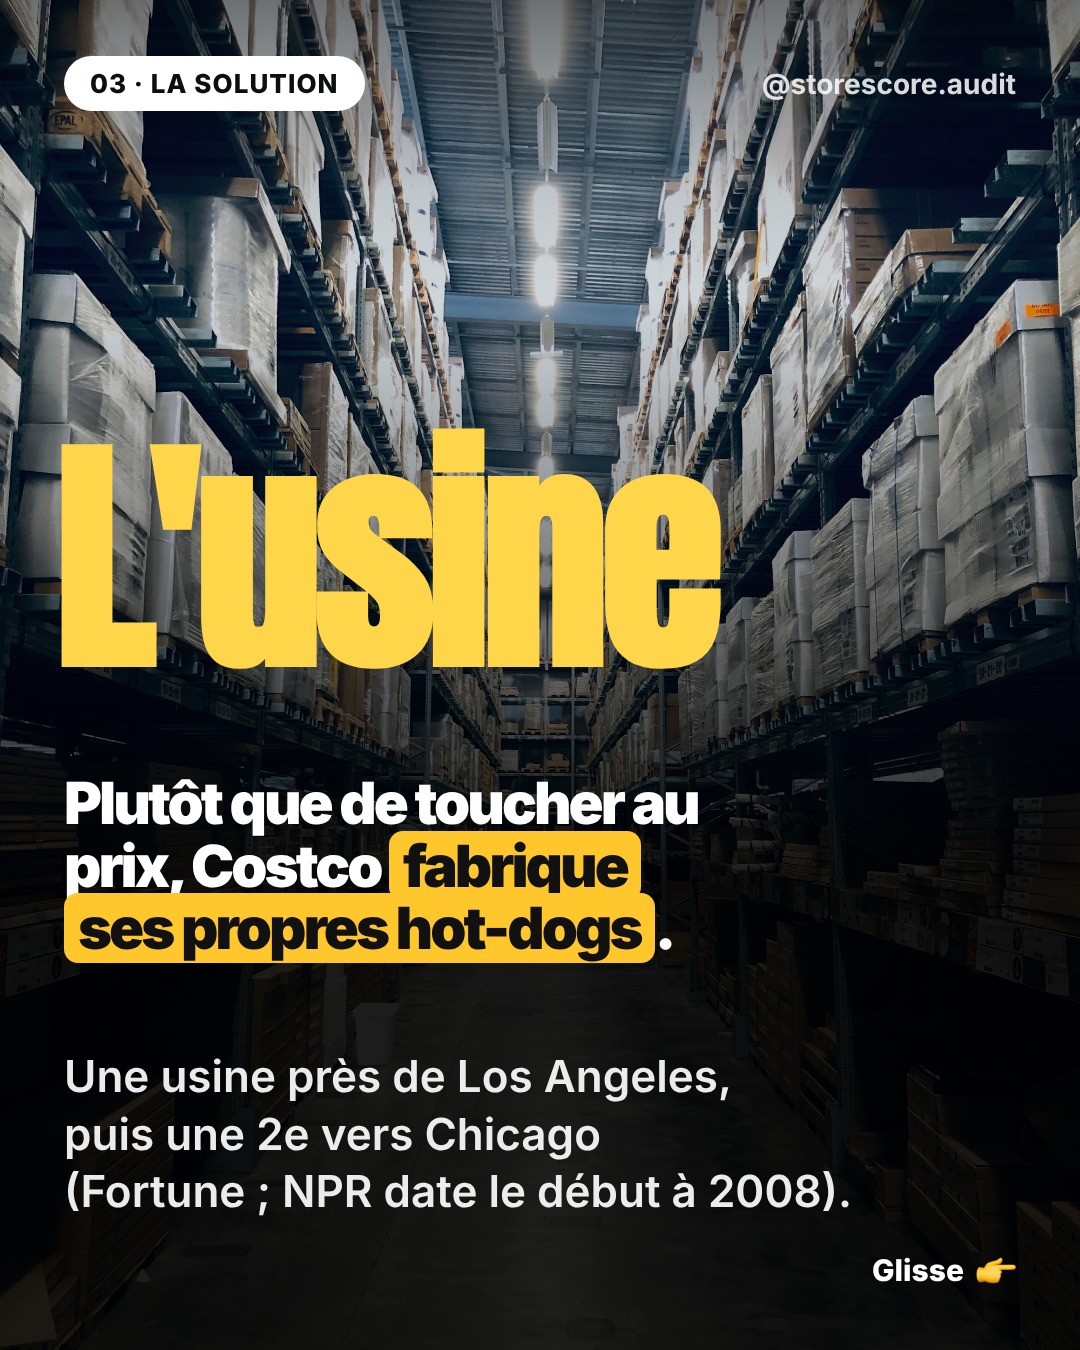 03 · LA SOLUTION
@storescore.audit
EPAL
L'usine
Plutôt que de toucher au
prix, Costco fabrique
ses propres hot-dogs.
Une usine près de Los Angeles,
puis une 2e vers Chicago
(Fortune ; NPR date le début à 2008).
Glisse 👉